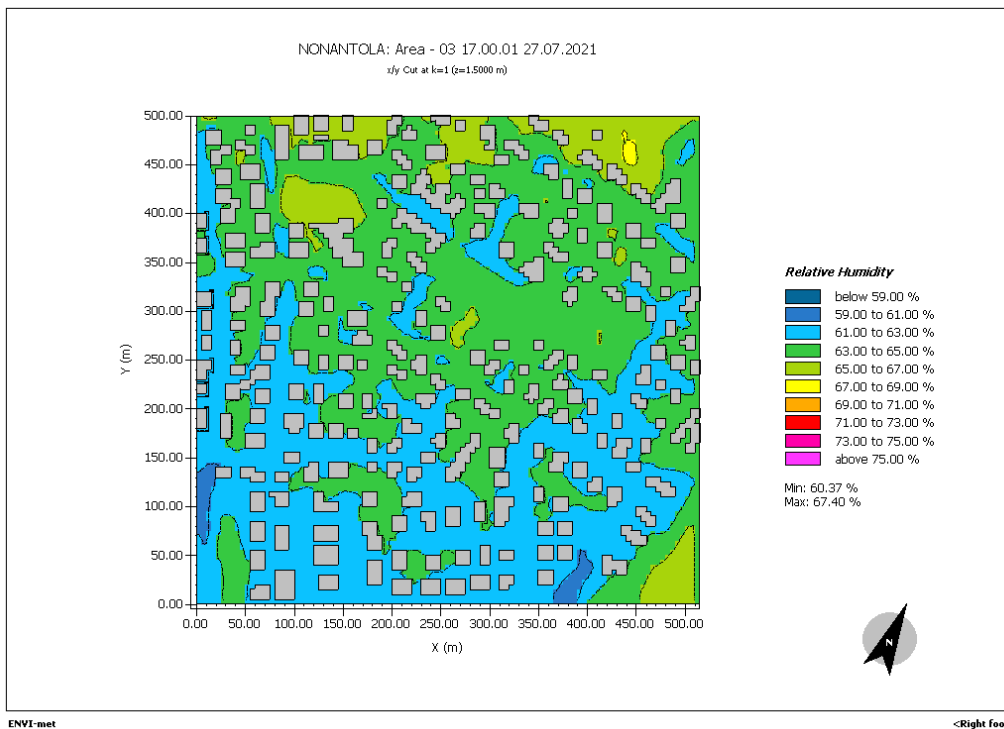 NONANTOLA: Area - 03 17.00.01 27.07.2021
x/y Cut at k=1 (z=1.5000 m)
500.00
450.00
400.00
350.00
300.00
250.00
200.00
150.00
100.00
50.00
0.00
Y (m)
0.00 50.00 100.00 150.00 200.00 250.00 300.00 350.00 400.00 450.00 500.00
X (m)
Relative Humidity
below 59.00 %
59.00 to 61.00 %
61.00 to 63.00 %
63.00 to 65.00 %
65.00 to 67.00 %
67.00 to 69.00 %
69.00 to 71.00 %
71.00 to 73.00 %
73.00 to 75.00 %
above 75.00 %
Min: 60.37 %
Max: 67.40 %
N
ENVI-met
<Right foo